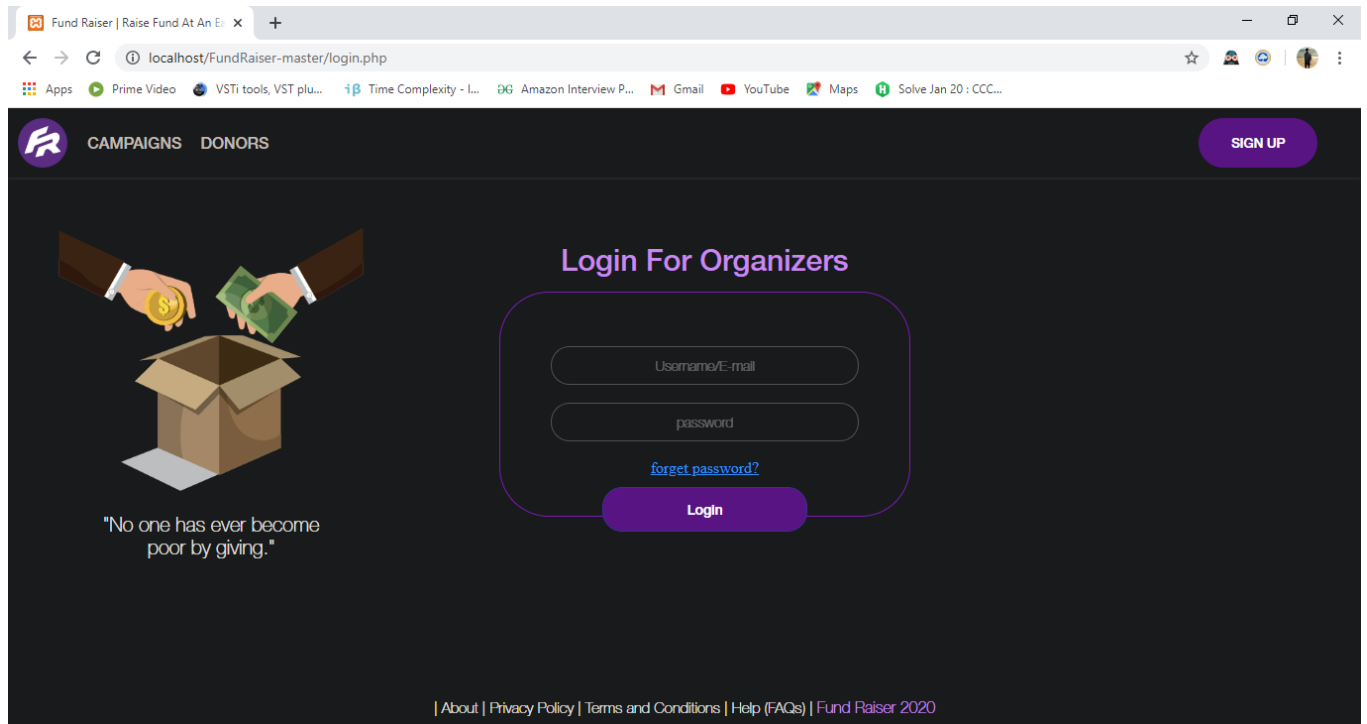 Fund Raiser | Raise Fund At An Ea
localhost/FundRaiser-master/login.php
Apps Prime Video VSTi tools, VST plu... Time Complexity - I... Amazon Interview P... Gmail YouTube Maps Solve Jan 20 : CCC...
FR CAMPAIGNS DONORS SIGN UP
Login For Organizers
Username/E-mail
password
forget password?
Login
$
"No one has ever become
poor by giving."
| About | Privacy Policy | Terms and Conditions | Help (FAQs) | Fund Raiser 2020